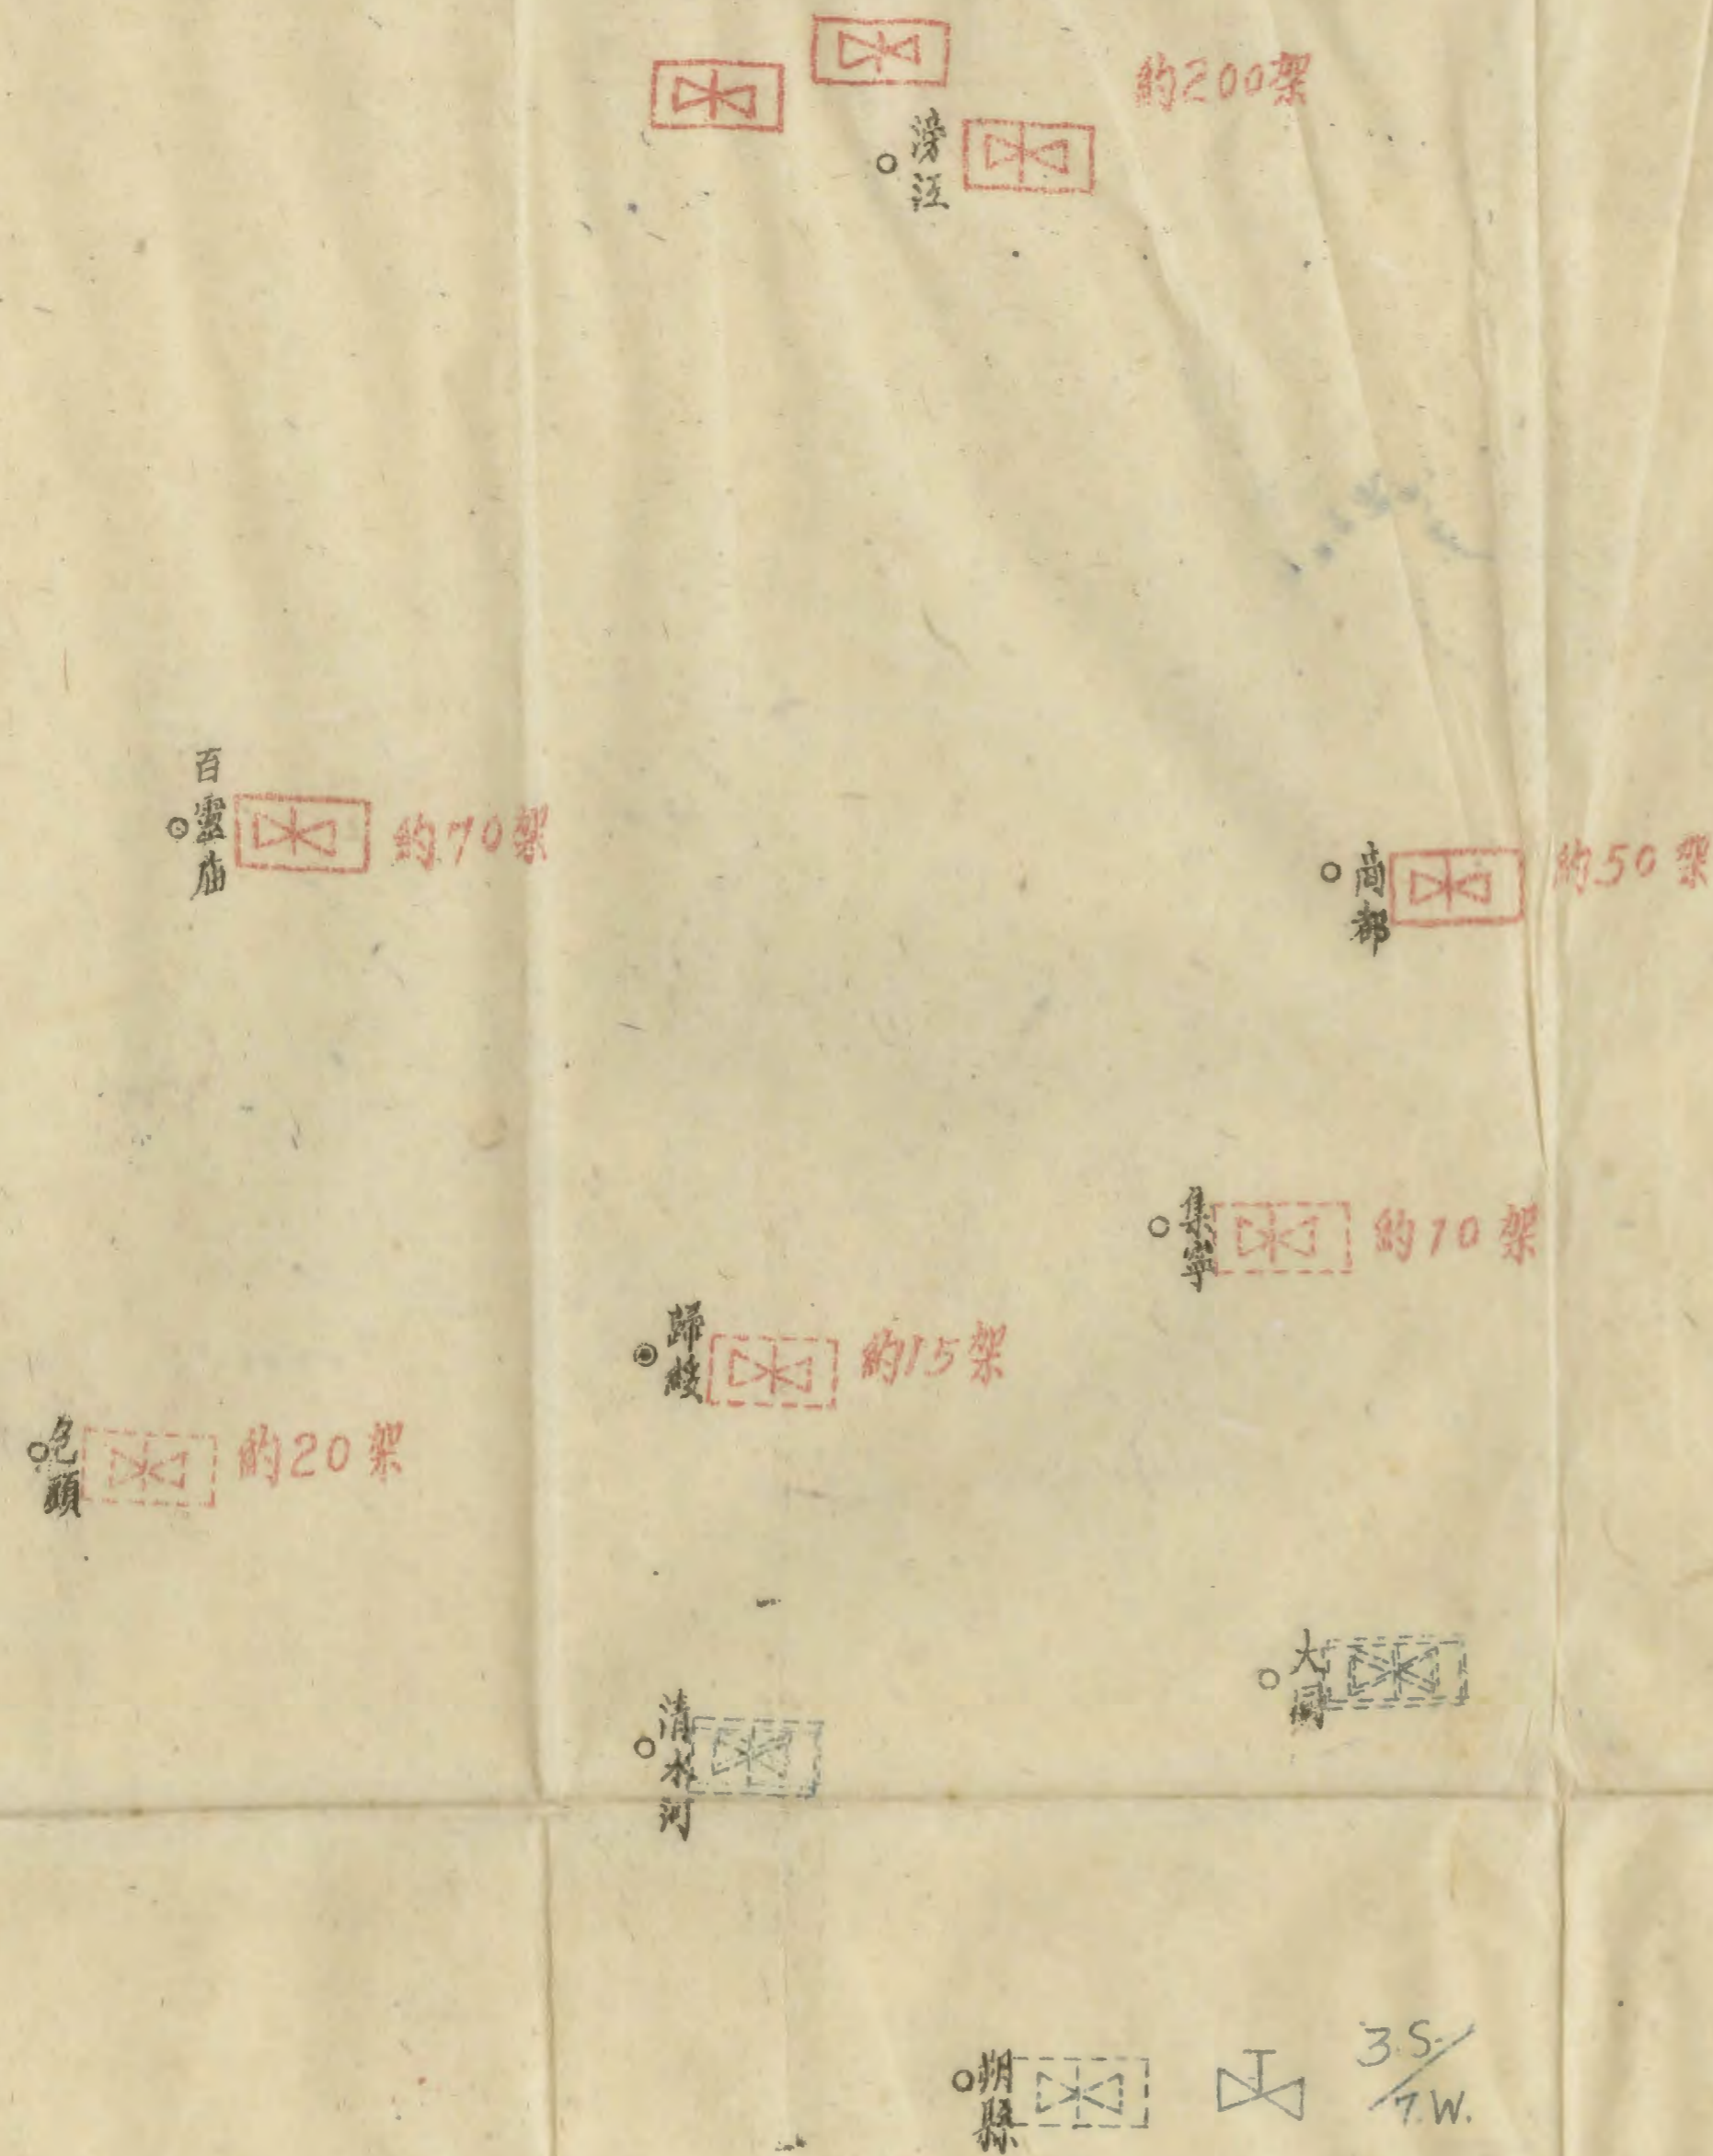 約200架
滂江
百靈庙
約70架
商都
約50架
集寧
約10架
歸綏
約15架
包頭
約20架
大同
清水河
朔縣
3.S./7.W.